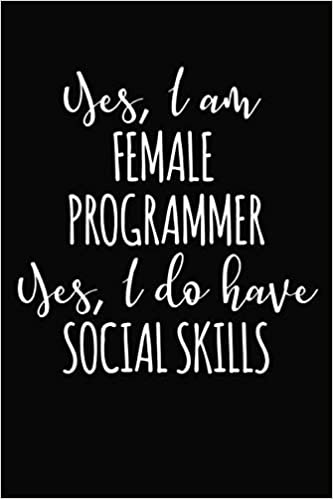 Yes, I am
FEMALE
PROGRAMMER
Yes, I do have
SOCIAL SKILLS